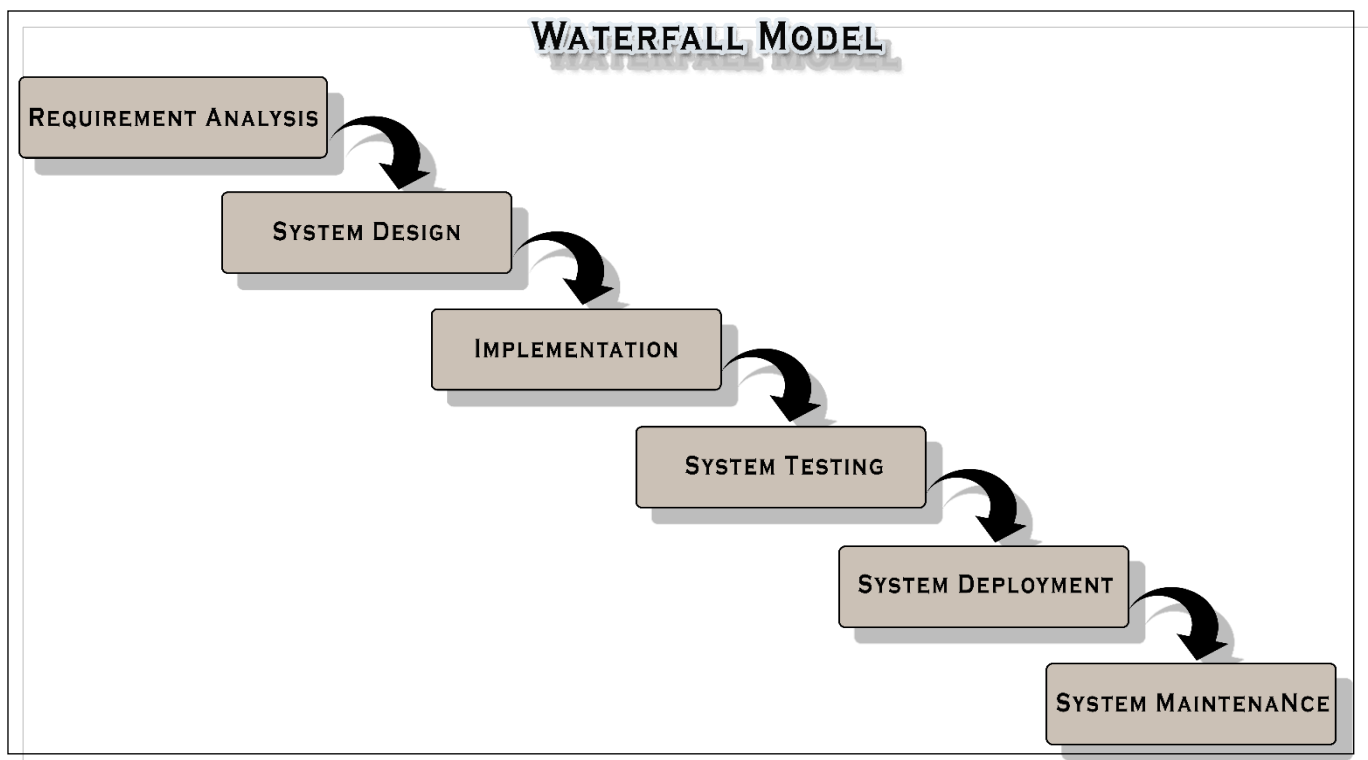 Waterfall Model
Requirement Analysis
System Design
Implementation
System Testing
System Deployment
System MaintenaNce